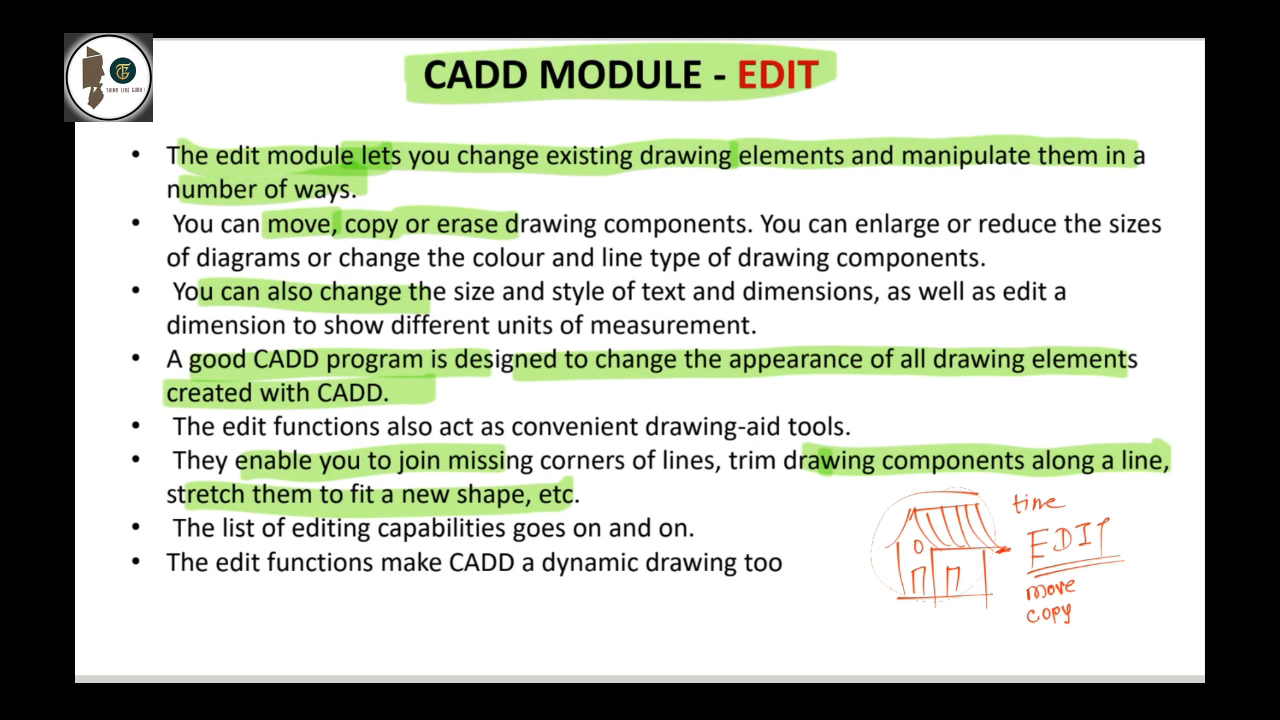 THINK LIKE GURU !
CADD MODULE - EDIT
• The edit module lets you change existing drawing elements and manipulate them in a
number of ways.
• You can move, copy or erase drawing components. You can enlarge or reduce the sizes
of diagrams or change the colour and line type of drawing components.
• You can also change the size and style of text and dimensions, as well as edit a
dimension to show different units of measurement.
• A good CADD program is designed to change the appearance of all drawing elements
created with CADD.
• The edit functions also act as convenient drawing-aid tools.
• They enable you to join missing corners of lines, trim drawing components along a line,
stretch them to fit a new shape, etc.
• The list of editing capabilities goes on and on.
• The edit functions make CADD a dynamic drawing too
time
EDIT
move
copy